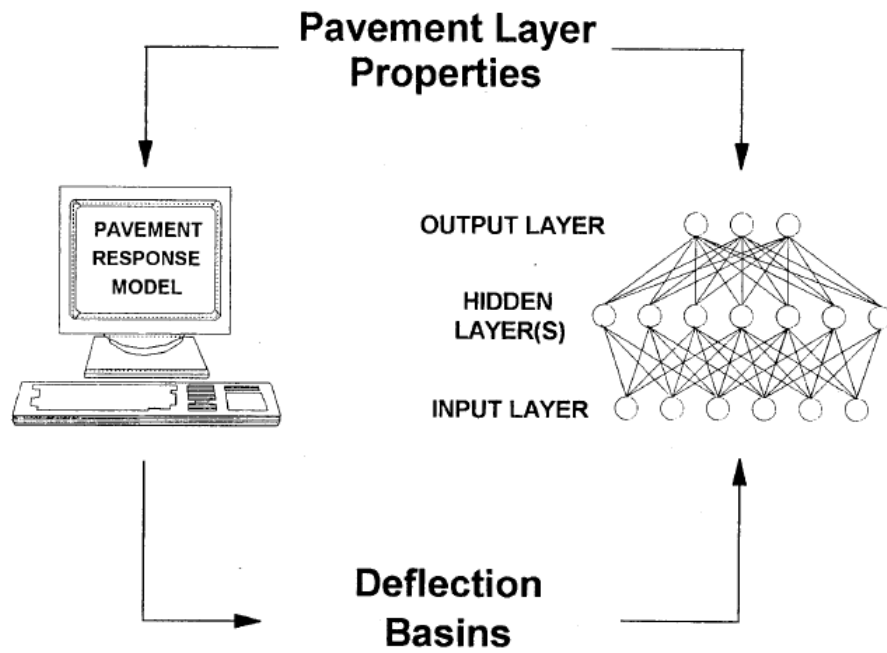 Pavement Layer
Properties
PAVEMENT
RESPONSE
MODEL
OUTPUT LAYER
HIDDEN
LAYER(S)
INPUT LAYER
Deflection
Basins